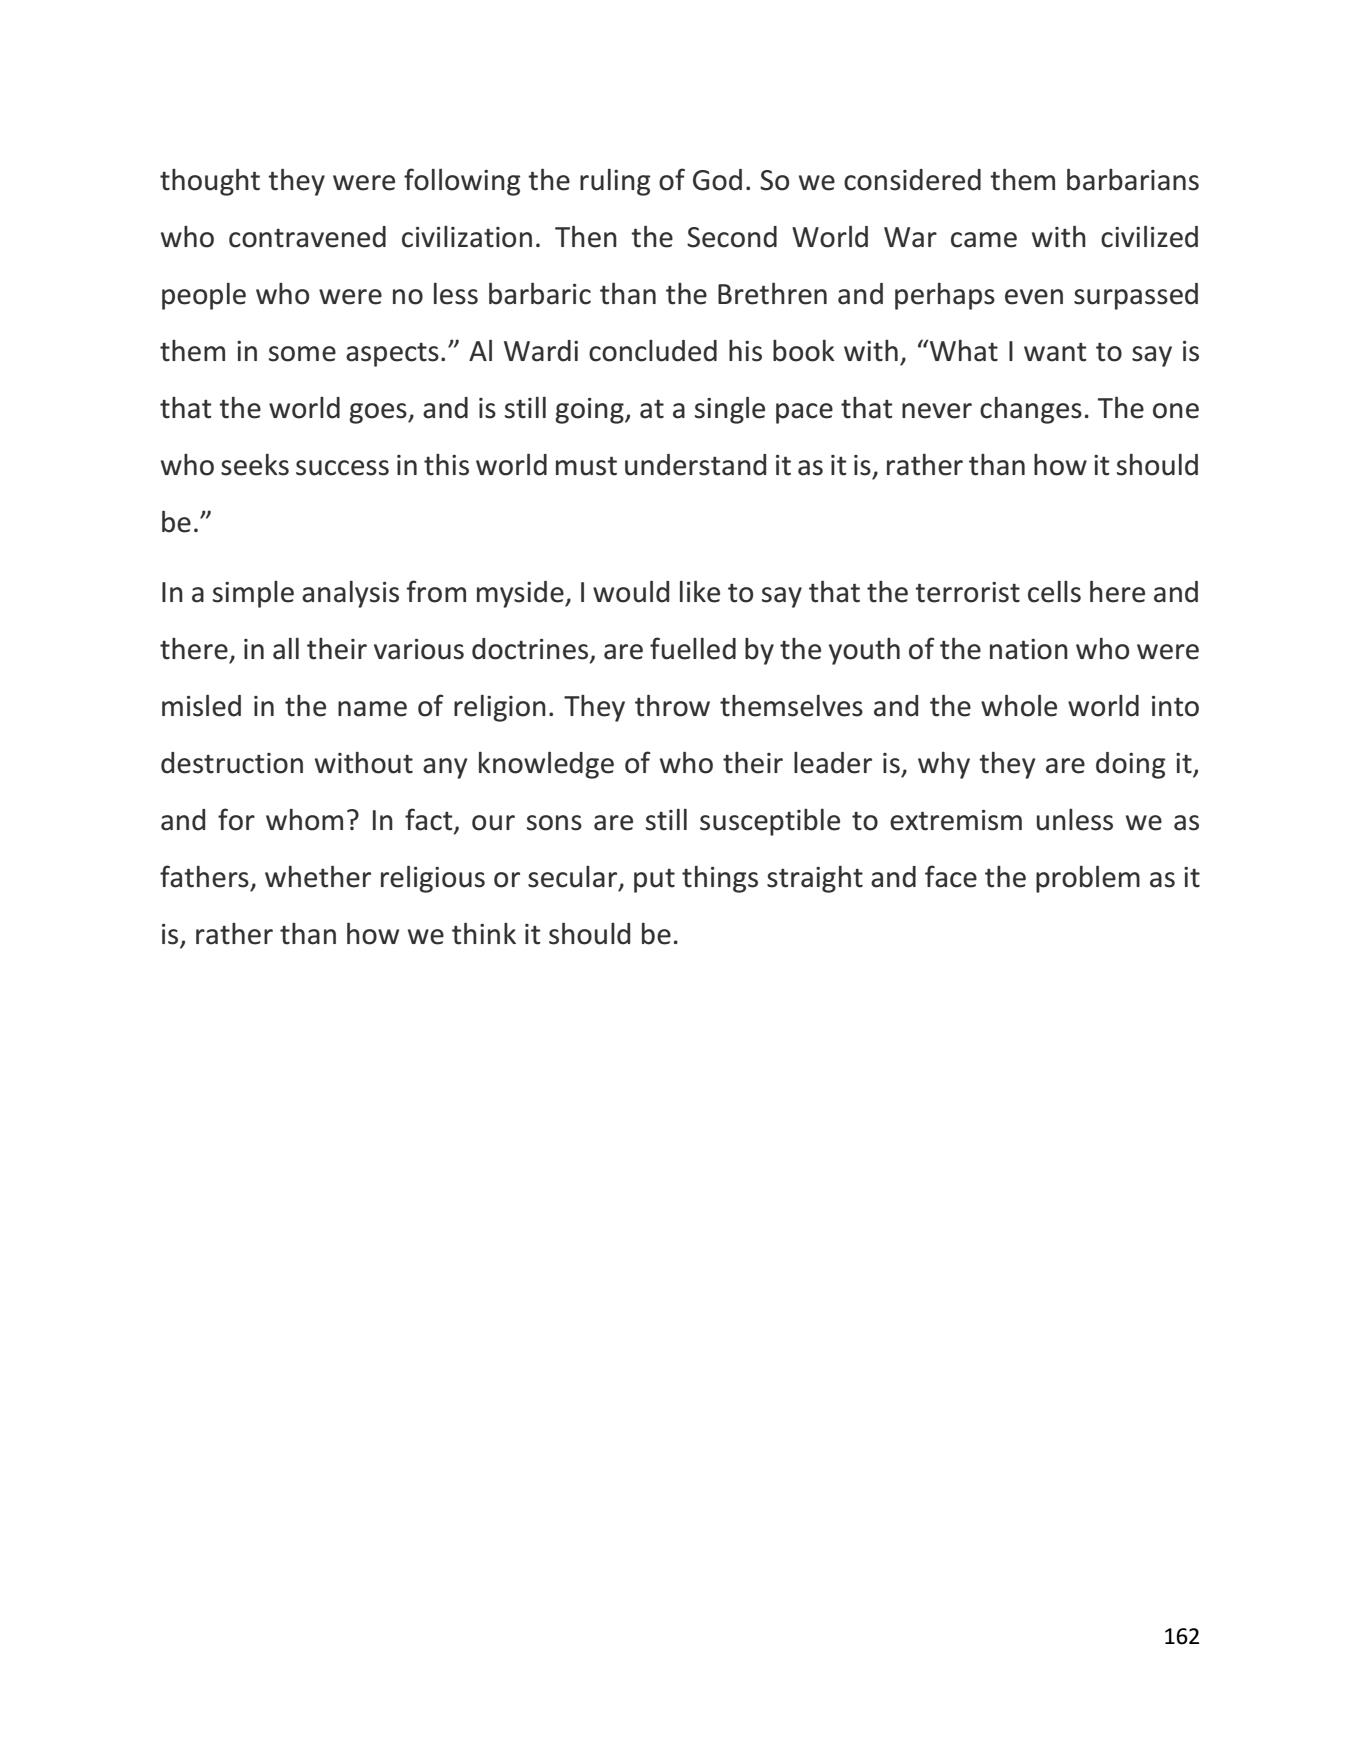 thought they were following the ruling of God. So we considered them barbarians
who contravened civilization. Then the Second World War came with civilized
people who were no less barbaric than the Brethren and perhaps even surpassed
them in some aspects.” Al Wardi concluded his book with, “What I want to say is
that the world goes, and is still going, at a single pace that never changes. The one
who seeks success in this world must understand it as it is, rather than how it should
be.”
In a simple analysis from myside, I would like to say that the terrorist cells here and
there, in all their various doctrines, are fuelled by the youth of the nation who were
misled in the name of religion. They throw themselves and the whole world into
destruction without any knowledge of who their leader is, why they are doing it,
and for whom? In fact, our sons are still susceptible to extremism unless we as
fathers, whether religious or secular, put things straight and face the problem as it
is, rather than how we think it should be.
162